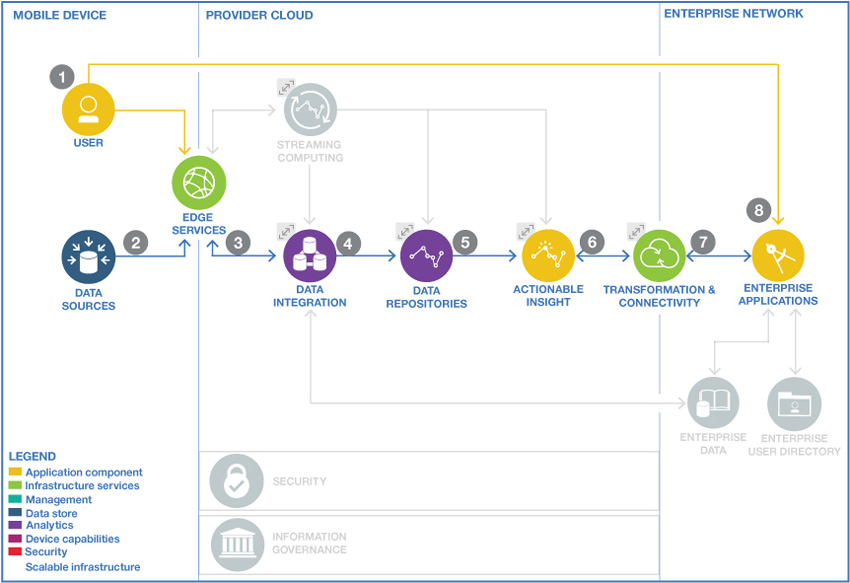 MOBILE DEVICE
PROVIDER CLOUD
ENTERPRISE NETWORK
1
USER
STREAMING
COMPUTING
EDGE
SERVICES
8
2
3
4
5
6
7
DATA
SOURCES
DATA
INTEGRATION
DATA
REPOSITORIES
ACTIONABLE
INSIGHT
TRANSFORMATION &
CONNECTIVITY
ENTERPRISE
APPLICATIONS
ENTERPRISE
DATA
ENTERPRISE
USER DIRECTORY
LEGEND
Application component
Infrastructure services
Management
Data store
Analytics
Device capabilities
Security
Scalable infrastructure
SECURITY
INFORMATION
GOVERNANCE